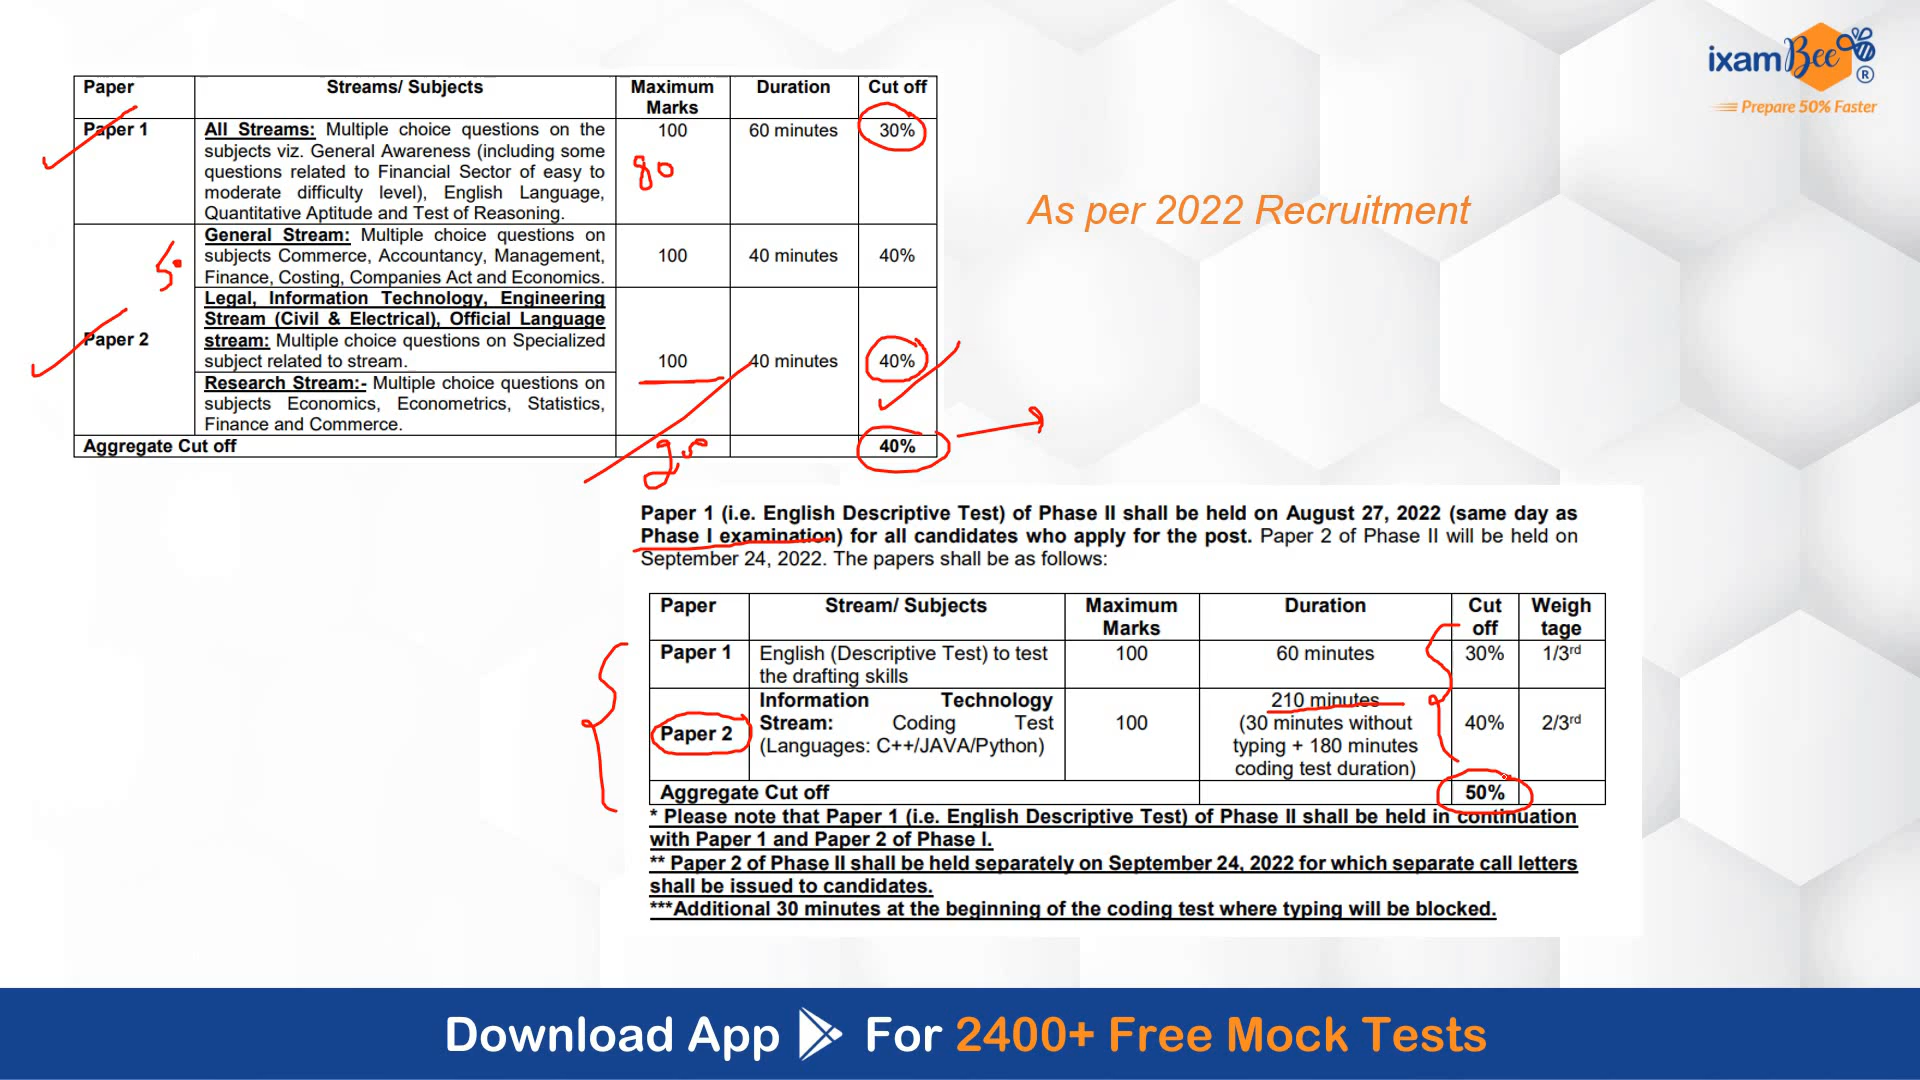 ixamBee
®
Prepare 50% Faster
Paper Streams/ Subjects Maximum Marks Duration Cut off
Paper 1 All Streams: Multiple choice questions on the 100 60 minutes 30%
subjects viz. General Awareness (including some
questions related to Financial Sector of easy to
moderate difficulty level), English Language,
Quantitative Aptitude and Test of Reasoning.
80
General Stream: Multiple choice questions on
subjects Commerce, Accountancy, Management, 100 40 minutes 40%
Finance, Costing, Companies Act and Economics.
Legal, Information Technology, Engineering
Stream (Civil & Electrical), Official Language
Paper 2 stream: Multiple choice questions on Specialized
subject related to stream. 100 40 minutes 40%
Research Stream:- Multiple choice questions on
subjects Economics, Econometrics, Statistics,
Finance and Commerce.
Aggregate Cut off 40%
As per 2022 Recruitment
Paper 1 (i.e. English Descriptive Test) of Phase II shall be held on August 27, 2022 (same day as
Phase I examination) for all candidates who apply for the post. Paper 2 of Phase II will be held on
September 24, 2022. The papers shall be as follows:
Paper Stream/ Subjects Maximum Marks Duration Cut off Weigh tage
Paper 1 English (Descriptive Test) to test 100 60 minutes 30% 1/3rd
the drafting skills
Information Technology 210 minutes
Paper 2 Stream: Coding Test 100 (30 minutes without 40% 2/3rd
(Languages: C++/JAVA/Python) typing + 180 minutes
coding test duration)
Aggregate Cut off 50%
* Please note that Paper 1 (i.e. English Descriptive Test) of Phase II shall be held in continuation
with Paper 1 and Paper 2 of Phase I.
** Paper 2 of Phase II shall be held separately on September 24, 2022 for which separate call letters
shall be issued to candidates.
***Additional 30 minutes at the beginning of the coding test where typing will be blocked.
Download App For 2400+ Free Mock Tests